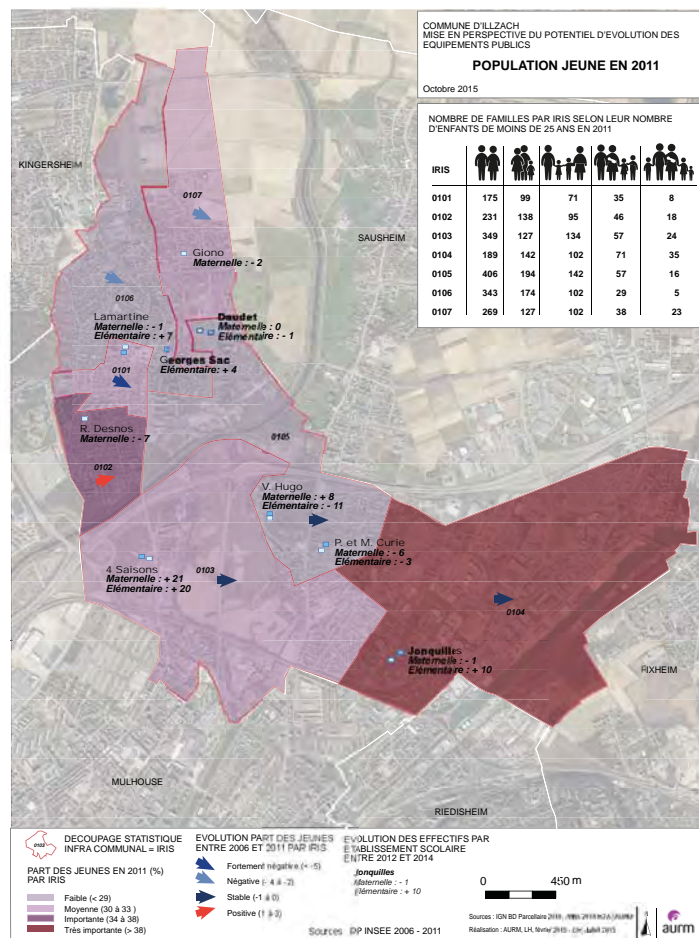 COMMUNE D'ILLZACH
MISE EN PERSPECTIVE DU POTENTIEL D'EVOLUTION DES
EQUIPEMENTS PUBLICS
POPULATION JEUNE EN 2011
Octobre 2015
NOMBRE DE FAMILLES PAR IRIS SELON LEUR NOMBRE
D'ENFANTS DE MOINS DE 25 ANS EN 2011
IRIS
0101 175 99 71 35 8
0102 231 138 95 46 18
0103 349 127 134 57 24
0104 189 142 102 71 35
0105 406 194 142 57 16
0106 343 174 102 29 5
0107 269 127 102 38 23
KINGERSHEIM
SAUSHEIM
0107
Giono
Maternelle : - 2
0106
Lamartine
Maternelle : - 1
Elémentaire : + 7
Daudet
Maternelle : 0
Elémentaire : - 1
Georges Sac
Elémentaire : + 4
0101
R. Desnos
Maternelle : - 7
0102
0105
V. Hugo
Maternelle : + 8
Elémentaire : - 11
P. et M. Curie
Maternelle : - 6
Elémentaire : - 3
4 Saisons
Maternelle : + 21
Elémentaire : + 20
0103
0104
Jonquilles
Maternelle : - 1
Elémentaire : + 10
RIXHEIM
MULHOUSE
RIEDISHEIM
0103
DECOUPAGE STATISTIQUE
INFRA COMMUNAL = IRIS
PART DES JEUNES EN 2011 (%)
PAR IRIS
Faible (< 29)
Moyenne (30 à 33 )
Importante (34 à 38)
Très importante (> 38)
EVOLUTION PART DES JEUNES
ENTRE 2006 ET 2011 PAR IRIS
Fortement négative (< -5)
Négative (- 4 à -2)
Stable (-1 à 0)
Positive (1 à 3)
EVOLUTION DES EFFECTIFS PAR
ETABLISSEMENT SCOLAIRE
ENTRE 2012 ET 2014
Jonquilles
Maternelle : - 1
Elémentaire : + 10
0 450 m
Sources : RP INSEE 2006 - 2011
Sources : IGN BD Parcellaire
Réalisation : AURM, LH, février 2015
aurm